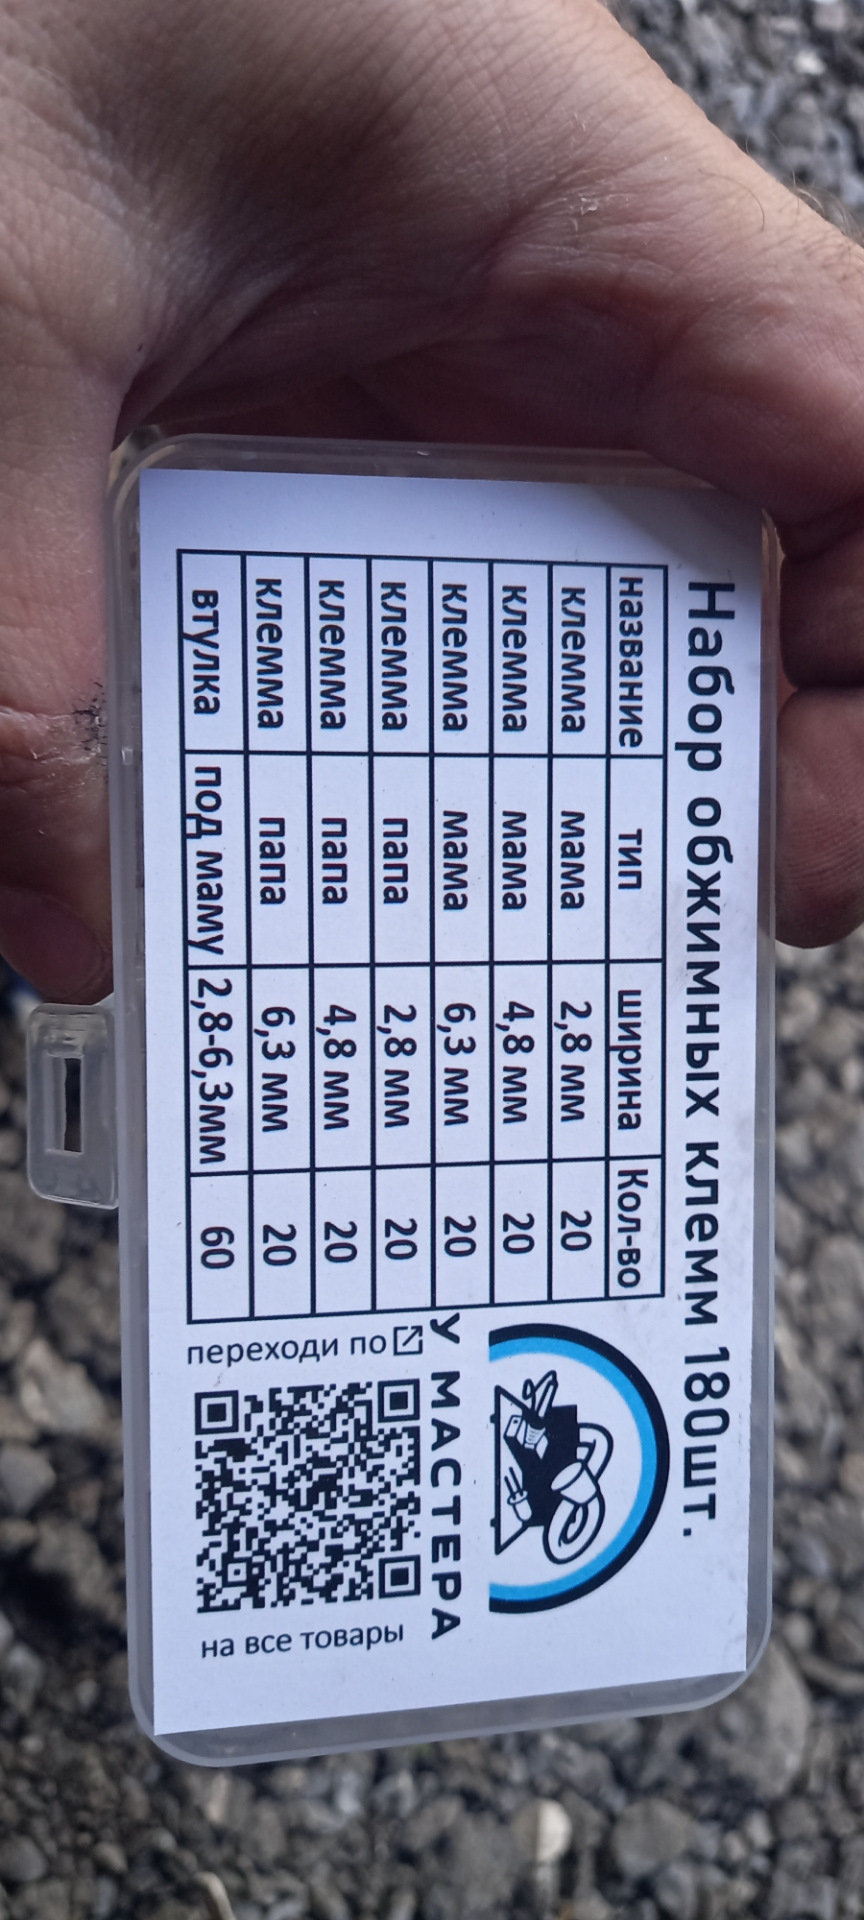 Набор обжимных клемм 180шт.
название тип ширина Кол-во
клемма мама 2,8 мм 20
клемма мама 4,8 мм 20
клемма мама 6,3 мм 20
клемма папа 2,8 мм 20
клемма папа 4,8 мм 20
клемма папа 6,3 мм 20
втулка под маму 2,8-6,3мм 60
У МАСТЕРА
переходи по
на все товары